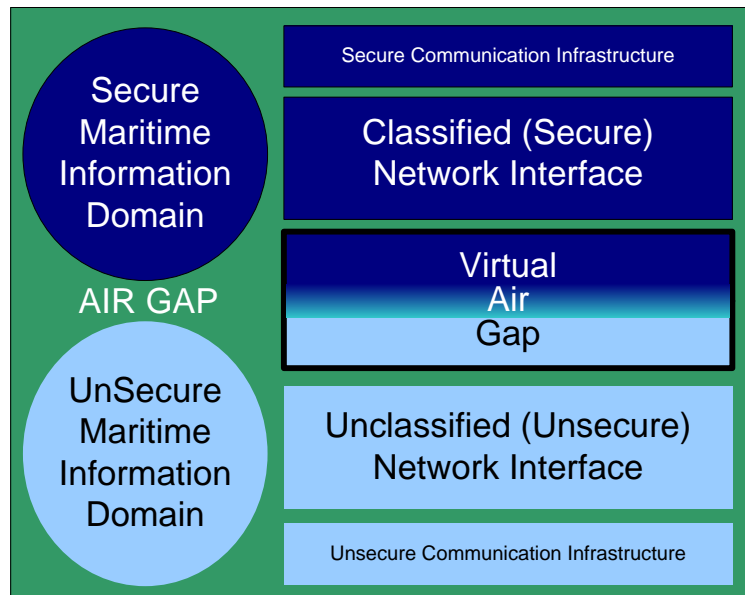 Secure
Maritime
Information
Domain
AIR GAP
UnSecure
Maritime
Information
Domain
Secure Communication Infrastructure
Classified (Secure)
Network Interface
Virtual
Air
Gap
Unclassified (Unsecure)
Network Interface
Unsecure Communication Infrastructure